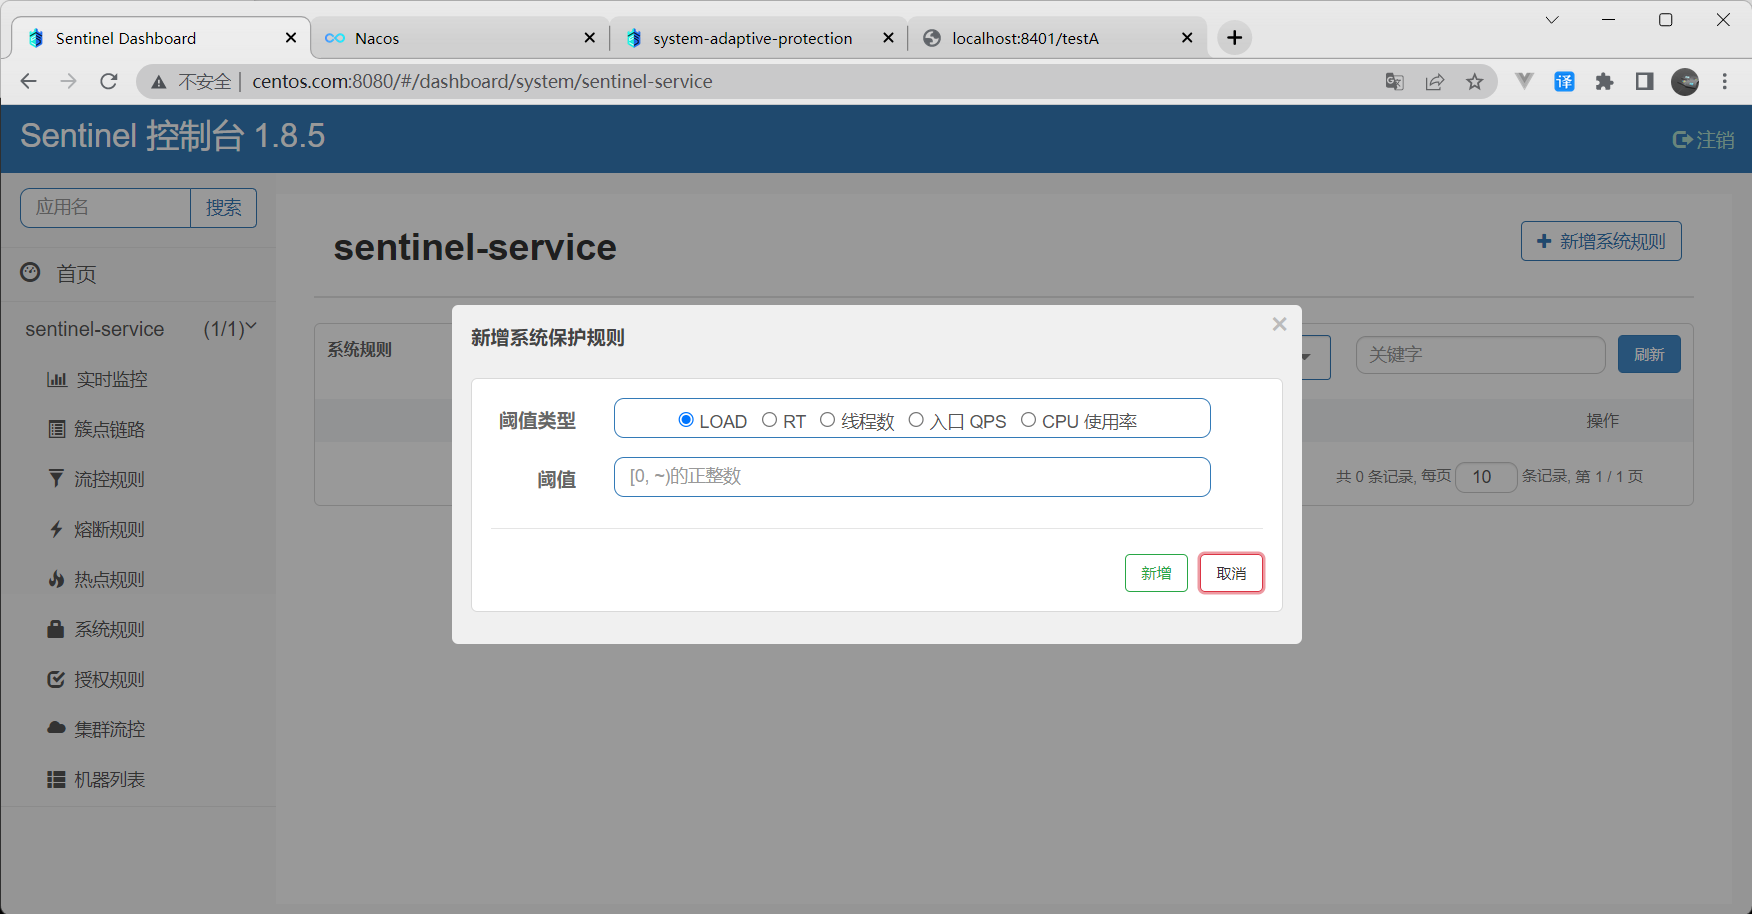 Sentinel Dashboard
Nacos
system-adaptive-protection
localhost:8401/testA
不安全 | centos.com:8080/#/dashboard/system/sentinel-service
译
Sentinel 控制台 1.8.5
注销
应用名
搜索
首页
sentinel-service (1/1)
实时监控
簇点链路
流控规则
熔断规则
热点规则
系统规则
授权规则
集群流控
机器列表
sentinel-service
新增系统规则
系统规则
关键字
刷新
操作
共 0 条记录, 每页 10 条记录, 第 1 / 1 页
新增系统保护规则
阈值类型
LOAD RT 线程数 入口 QPS CPU 使用率
阈值
[0, ~)的正整数
新增
取消